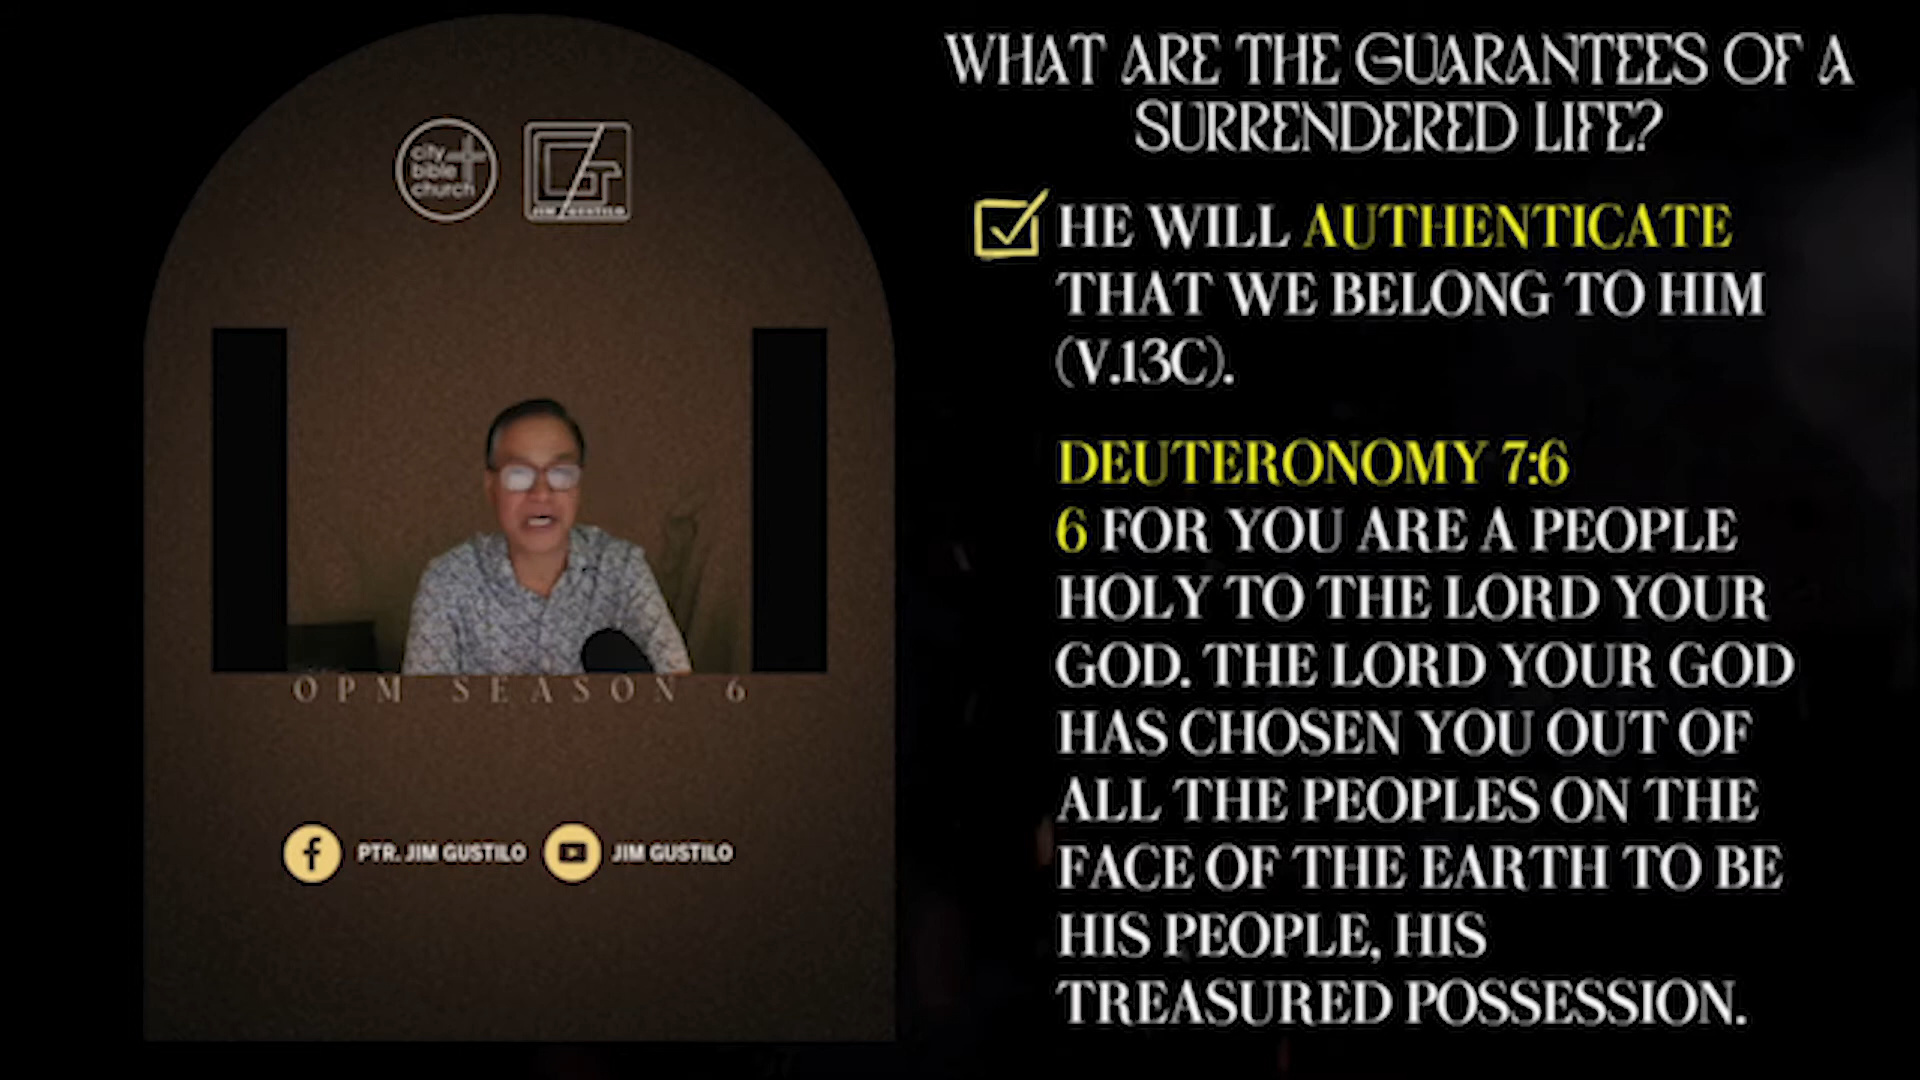 city
bible
church
JIM GUSTILO
OPM SEASON 6
PTR. JIM GUSTILO
JIM GUSTILO
WHAT ARE THE GUARANTEES OF A
SURRENDERED LIFE?
HE WILL AUTHENTICATE
THAT WE BELONG TO HIM
(V.13C).
DEUTERONOMY 7:6
6 FOR YOU ARE A PEOPLE
HOLY TO THE LORD YOUR
GOD. THE LORD YOUR GOD
HAS CHOSEN YOU OUT OF
ALL THE PEOPLES ON THE
FACE OF THE EARTH TO BE
HIS PEOPLE, HIS
TREASURED POSSESSION.